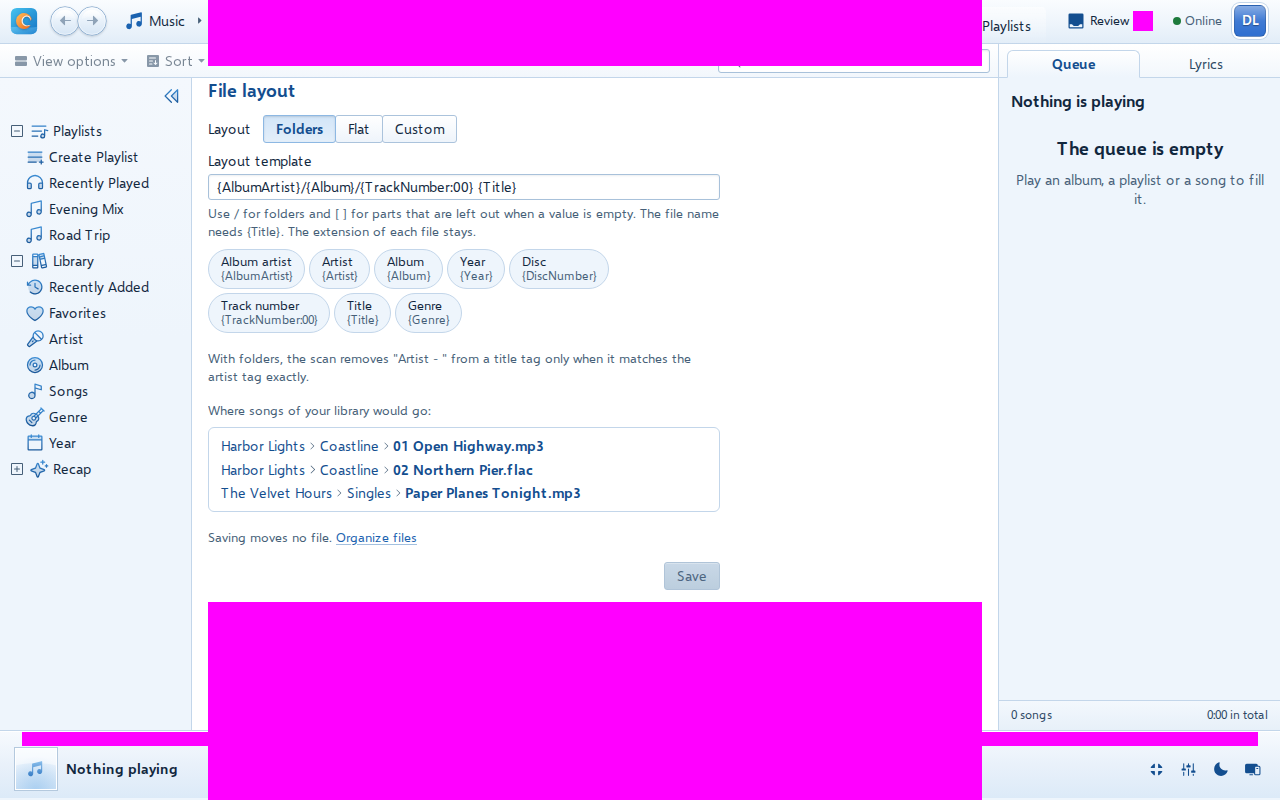 Music
Playlists
Review
Online
DL
View options
Sort
Queue
Lyrics
Playlists
Create Playlist
Recently Played
Evening Mix
Road Trip
Library
Recently Added
Favorites
Artist
Album
Songs
Genre
Year
Recap
File layout
Layout
Folders
Flat
Custom
Layout template
{AlbumArtist}/{Album}/{TrackNumber:00} {Title}
Use / for folders and [ ] for parts that are left out when a value is empty. The file name
needs {Title}. The extension of each file stays.
Album artist
{AlbumArtist}
Artist
{Artist}
Album
{Album}
Year
{Year}
Disc
{DiscNumber}
Track number
{TrackNumber:00}
Title
{Title}
Genre
{Genre}
With folders, the scan removes "Artist - " from a title tag only when it matches the
artist tag exactly.
Where songs of your library would go:
Harbor Lights > Coastline > 01 Open Highway.mp3
Harbor Lights > Coastline > 02 Northern Pier.flac
The Velvet Hours > Singles > Paper Planes Tonight.mp3
Saving moves no file. Organize files
Save
Nothing is playing
The queue is empty
Play an album, a playlist or a song to fill
it.
0 songs
0:00 in total
Nothing playing